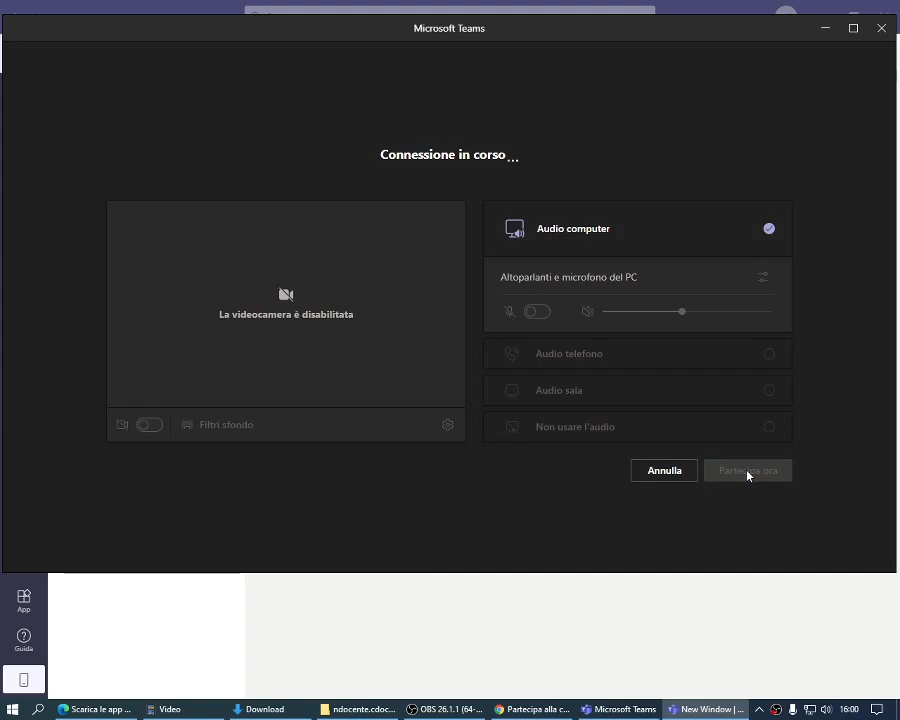 Microsoft Teams
Connessione in corso...
La videocamera è disabilitata
Filtri sfondo
Audio computer
Altoparlanti e microfono del PC
Audio telefono
Audio sala
Non usare l'audio
Annulla
Partecipa ora
App
Guida
Scarica le app ...
Video
Download
ndocente.cdoc...
OBS 26.1.1 (64-...
Partecipa alla c...
Microsoft Teams
New Window | ...
16:00